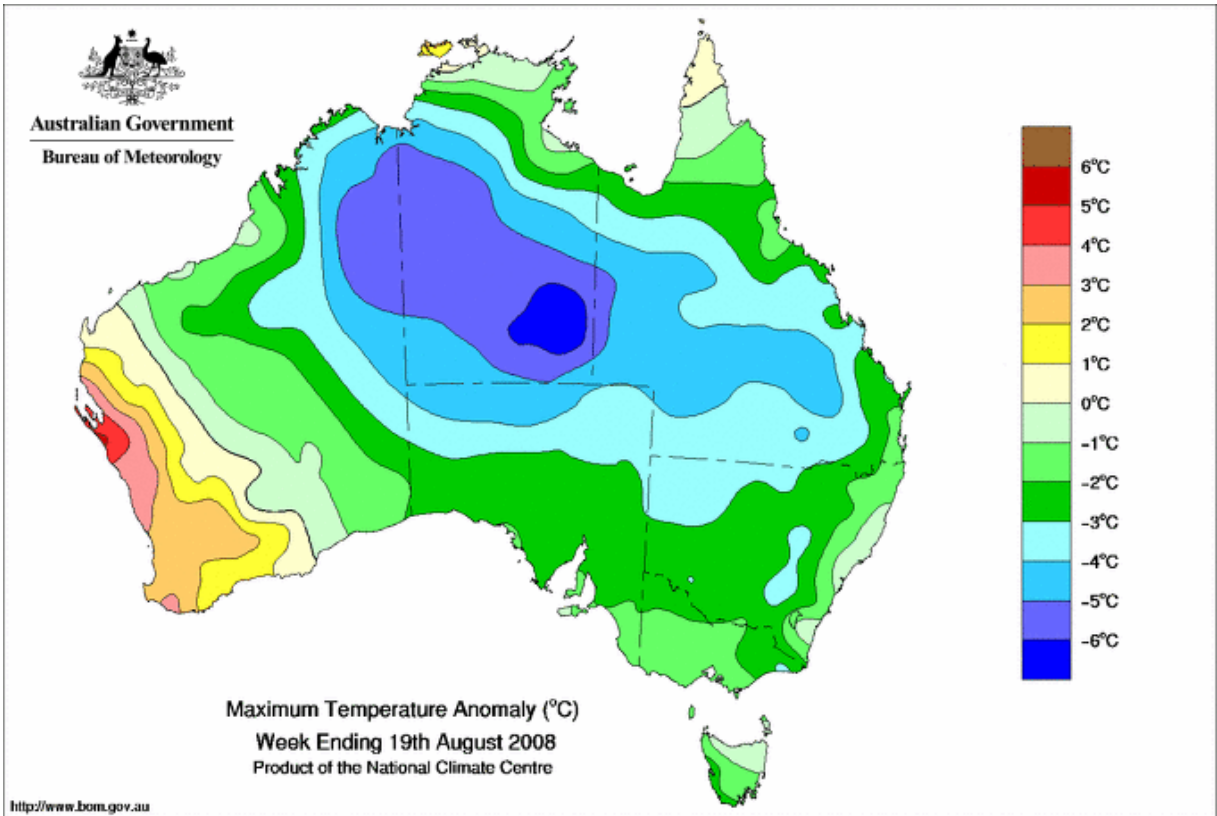 Australian Government
Bureau of Meteorology
6°C
5°C
4°C
3°C
2°C
1°C
0°C
-1°C
-2°C
-3°C
-4°C
-5°C
-6°C
Maximum Temperature Anomaly (°C)
Week Ending 19th August 2008
Product of the National Climate Centre
http://www.bom.gov.au